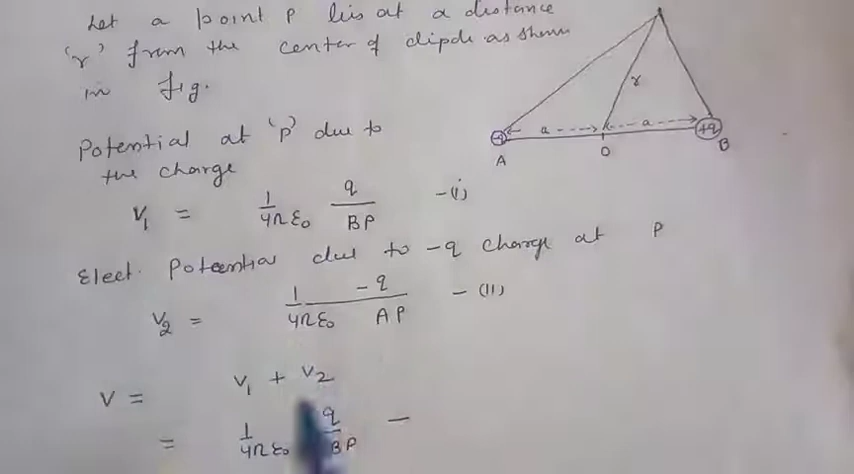 Let a point P lis at a distance
'r' from the center of dipole as shown
in fig.
Potential at 'P' due to
the charge
V₁ = 1/4πε₀ q/BP -(i)
Elect. Potential due to -q charge at P
V₂ = 1/4πε₀ -q/AP - (II)
V = V₁ + V₂
= 1/4πε₀ q/BP -
r
a a
-q +q
A O B